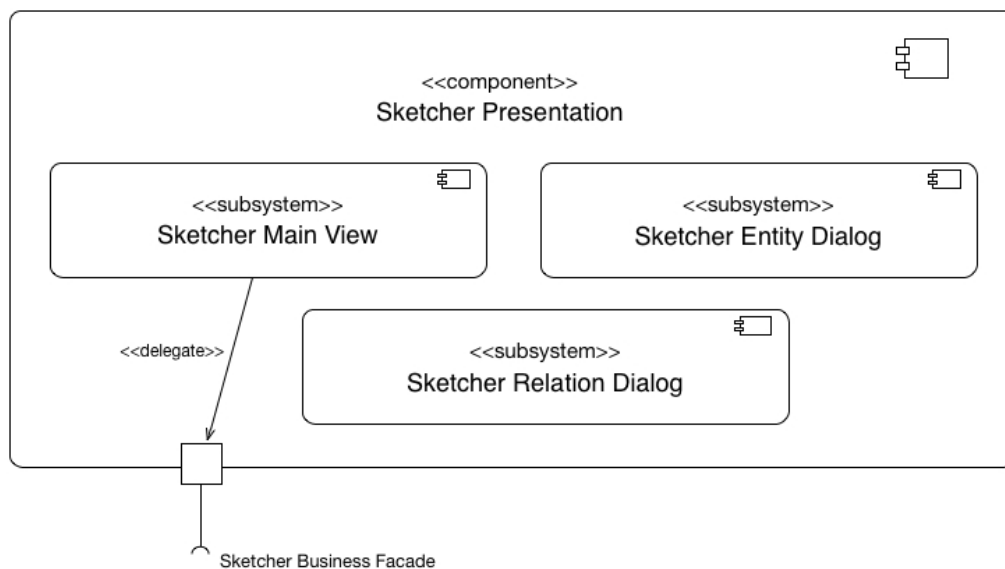 <<component>>
Sketcher Presentation
<<subsystem>>
Sketcher Main View
<<subsystem>>
Sketcher Entity Dialog
<<delegate>>
<<subsystem>>
Sketcher Relation Dialog
Sketcher Business Facade